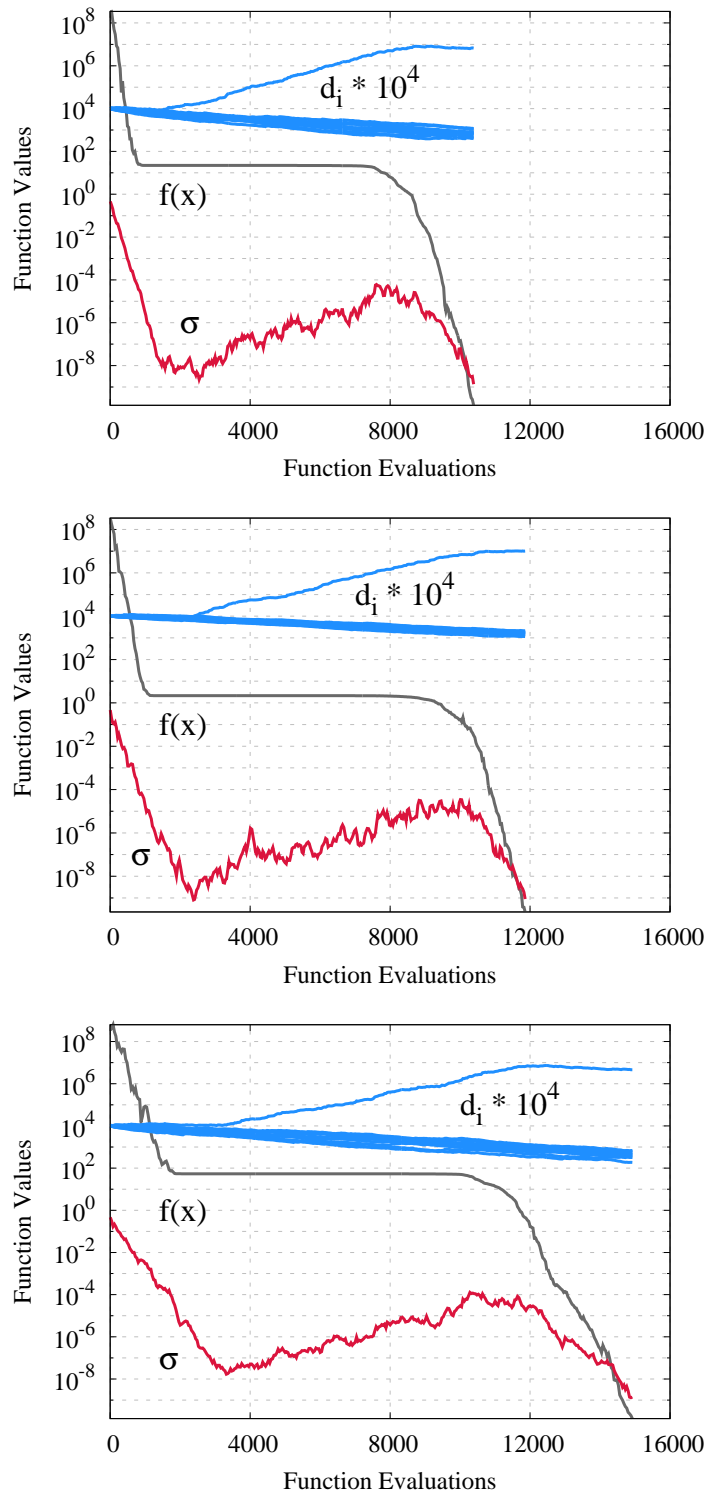 10^8
10^6
10^4
10^2
10^0
10^-2
10^-4
10^-6
10^-8
Function Values
d_i * 10^4
f(x)
σ
0 4000 8000 12000 16000
Function Evaluations
10^8
10^6
10^4
10^2
10^0
10^-2
10^-4
10^-6
10^-8
Function Values
d_i * 10^4
f(x)
σ
0 4000 8000 12000 16000
Function Evaluations
10^8
10^6
10^4
10^2
10^0
10^-2
10^-4
10^-6
10^-8
Function Values
d_i * 10^4
f(x)
σ
0 4000 8000 12000 16000
Function Evaluations